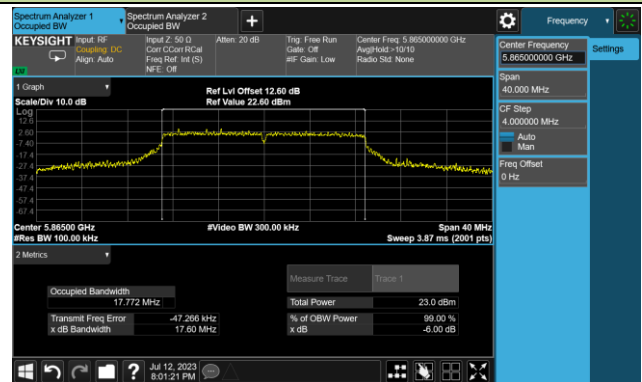 Spectrum Analyzer 1
Occupied BW
Spectrum Analyzer 2
Occupied BW
Frequency
KEYSIGHT
Input: RF
Coupling: DC
Align: Auto
Input Z: 50 Ω
Corr CCorr RCal
Freq Ref: Int (S)
NFE: Off
Atten: 20 dB
Trig: Free Run
Gate: Off
#IF Gain: Low
Center Freq: 5.865000000 GHz
Avg|Hold:>10/10
Radio Std: None
Center Frequency
5.865000000 GHz
Settings
Span
40.000 MHz
CF Step
4.000000 MHz
Auto
Man
Freq Offset
0 Hz
1 Graph
Scale/Div 10.0 dB
Ref Lvl Offset 12.60 dB
Ref Value 22.60 dBm
Log
12.6
2.60
-7.40
-17.4
-27.4
-37.4
-47.4
-57.4
-67.4
Center 5.86500 GHz
#Res BW 100.00 kHz
#Video BW 300.00 kHz
Span 40 MHz
Sweep 3.87 ms (2001 pts)
2 Metrics
Measure Trace
Trace 1
Occupied Bandwidth
17.772 MHz
Total Power
23.0 dBm
Transmit Freq Error
-47.266 kHz
% of OBW Power
99.00 %
x dB Bandwidth
17.60 MHz
x dB
-6.00 dB
?
Jul 12, 2023
8:01:21 PM